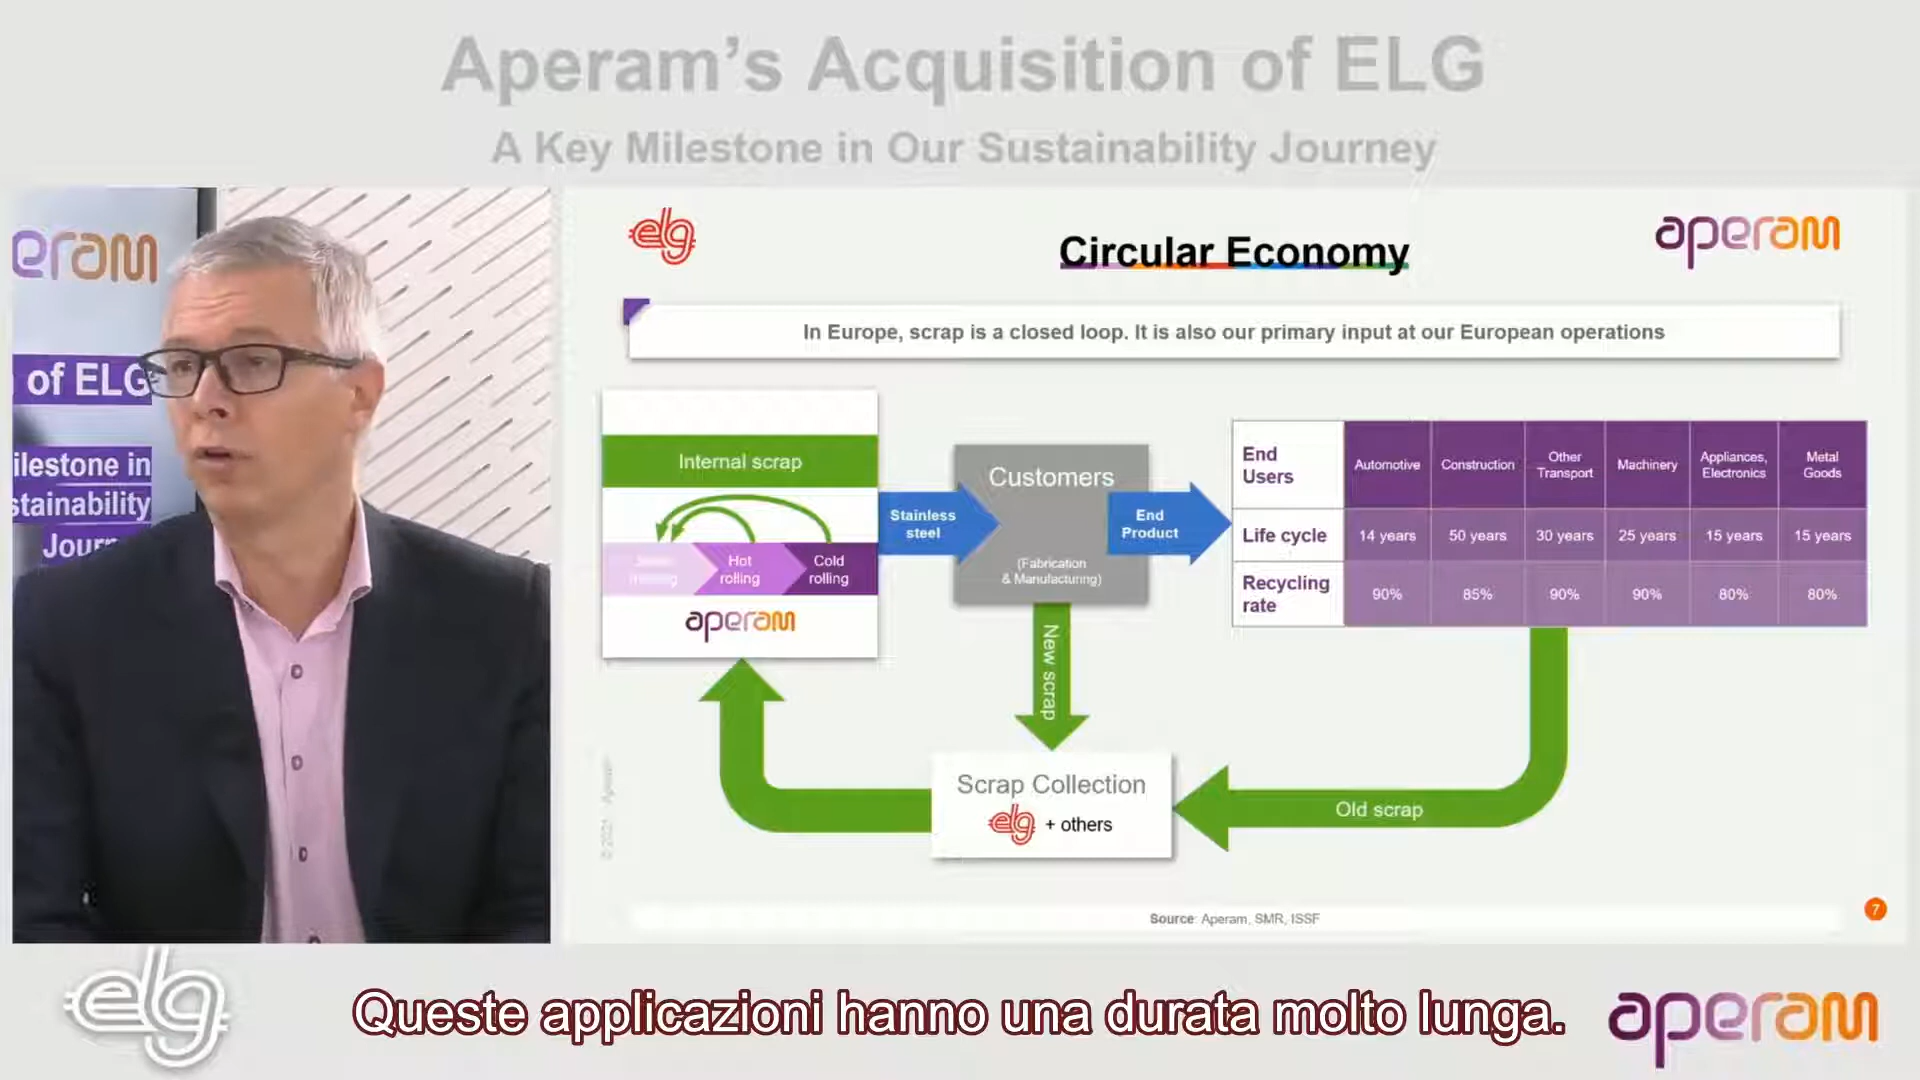 Aperam's Acquisition of ELG
A Key Milestone in Our Sustainability Journey
eram
of ELG
ilestone in
stainability
Journ
elg
Circular Economy
aperam
In Europe, scrap is a closed loop. It is also our primary input at our European operations
Internal scrap
Hot
rolling
Cold
rolling
aperam
Stainless
steel
Customers
(Fabrication
& Manufacturing)
End
Product
End
Users
Automotive
Construction
Other
Transport
Machinery
Appliances,
Electronics
Metal
Goods
Life cycle
14 years
50 years
30 years
25 years
15 years
15 years
Recycling
rate
90%
85%
90%
90%
80%
80%
New scrap
Scrap Collection
elg + others
Old scrap
© 2021 Aperam
Source: Aperam, SMR, ISSF
7
elg
Queste applicazioni hanno una durata molto lunga.
aperam